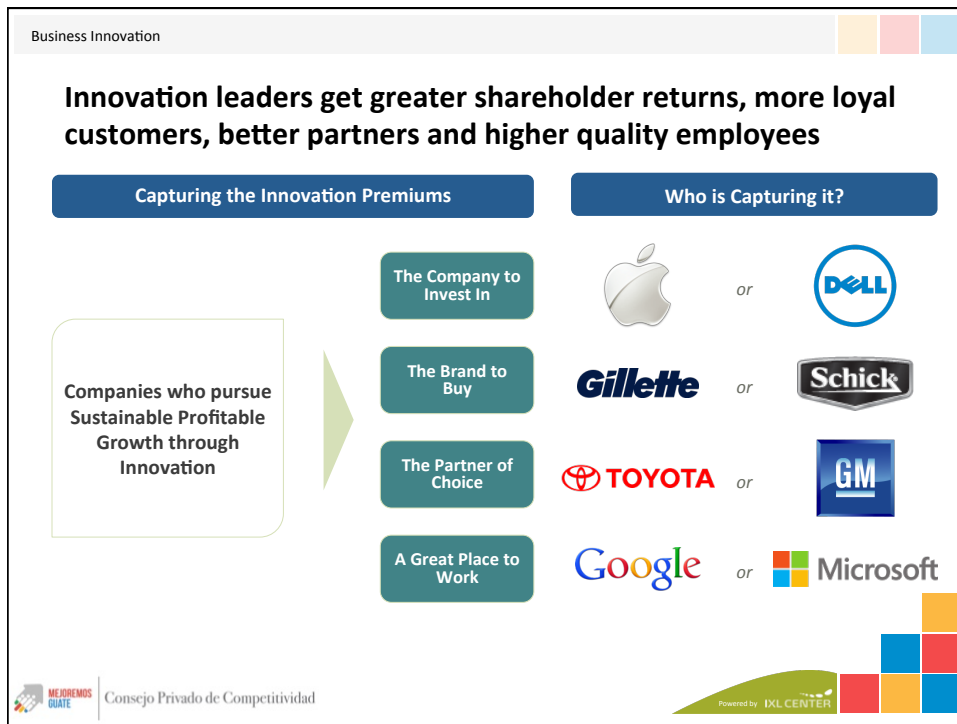 Business Innovation
Innovation leaders get greater shareholder returns, more loyal
customers, better partners and higher quality employees
Capturing the Innovation Premiums
Who is Capturing it?
Companies who pursue
Sustainable Profitable
Growth through
Innovation
The Company to
Invest In
or
DELL
The Brand to
Buy
Gillette
or
Schick
The Partner of
Choice
TOYOTA
or
GM
A Great Place to
Work
Google
or
Microsoft
MEJOREMOS
GUATE
Consejo Privado de Competitividad
Powered by IXL CENTER